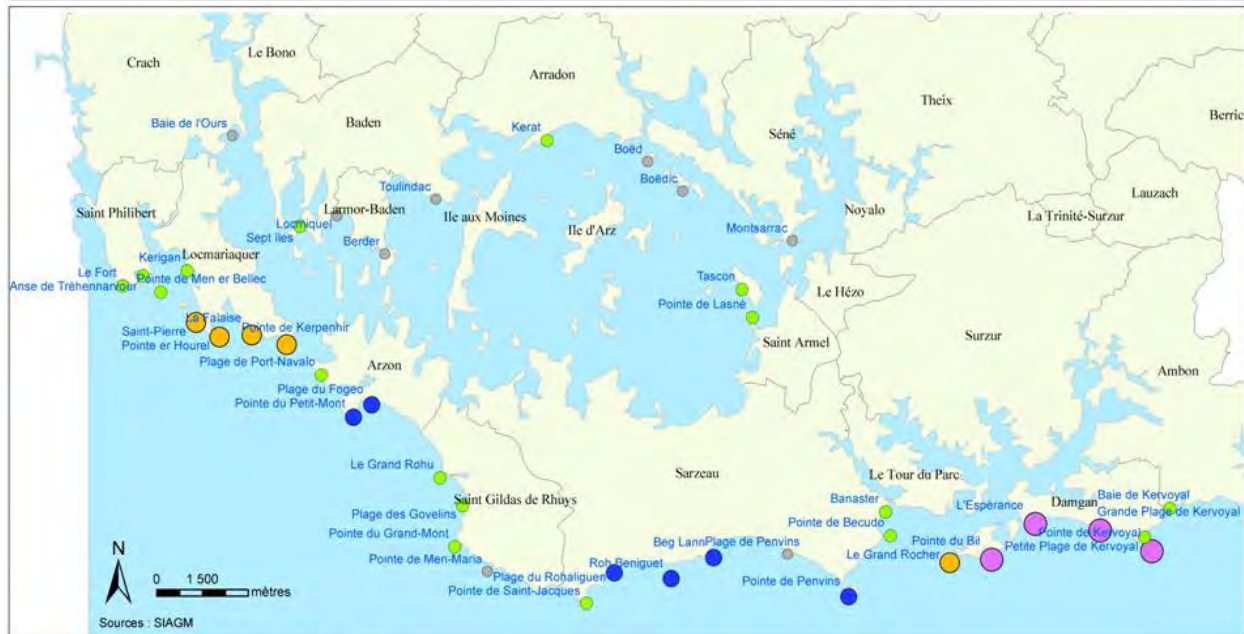 Le Bono
Crach
Arradon
Theix
Baie de l'Ours
Baden
Kerat
Séné
Berric
Boëd
Boëdic
Toulindac
Lauzach
Saint Philibert
Larmor-Baden
Locmiquel
Ile aux Moines
Noyalo
La Trinité-Surzur
Sept îles
Ile d'Arz
Montsarrac
Berder
Kerigan
Locmariaquer
Le Fort
Pointe de Men er Bellec
Anse de Tréhennarvour
Tascon
Le Hézo
Pointe de Lasné
La Falaise
Saint-Pierre
Pointe de Kerpenhir
Pointe er Hourel
Saint Armel
Surzur
Plage de Port-Navalo
Arzon
Ambon
Plage du Fogeo
Pointe du Petit-Mont
Le Grand Rohu
Sarzeau
Le Tour du Parc
Saint Gildas de Rhuys
Banaster
L'Espérance
Damgan
Baie de Kervoyal
Plage des Govelins
Grande Plage de Kervoyal
Pointe de Becudo
Pointe du Grand-Mont
Pointe de Kervoyal
Beg Lann
Plage de Penvins
Pointe du Bil
Petite Plage de Kervoyal
Le Grand Rocher
Pointe de Men-Maria
Roh Beniguet
Plage du Rohaliguen
Pointe de Penvins
Pointe de Saint-Jacques
N
0 1 500
mètres
Sources : SIAGM